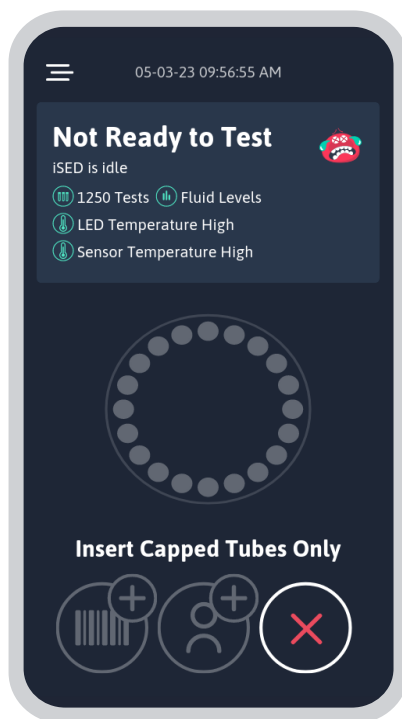 05-03-23 09:56:55 AM
Not Ready to Test
iSED is idle
1250 Tests Fluid Levels
LED Temperature High
Sensor Temperature High
Insert Capped Tubes Only